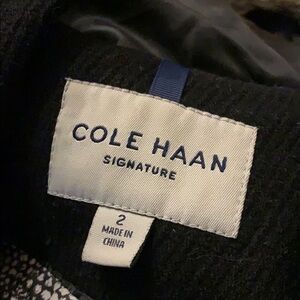 COLE HAAN
SIGNATURE
2
MADE IN
CHINA